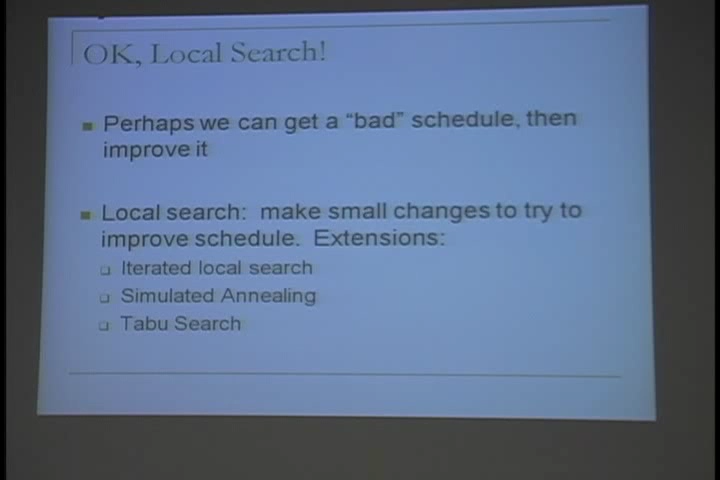 OK, Local Search!
Perhaps we can get a “bad” schedule, then
improve it
Local search: make small changes to try to
improve schedule. Extensions:
Iterated local search
Simulated Annealing
Tabu Search